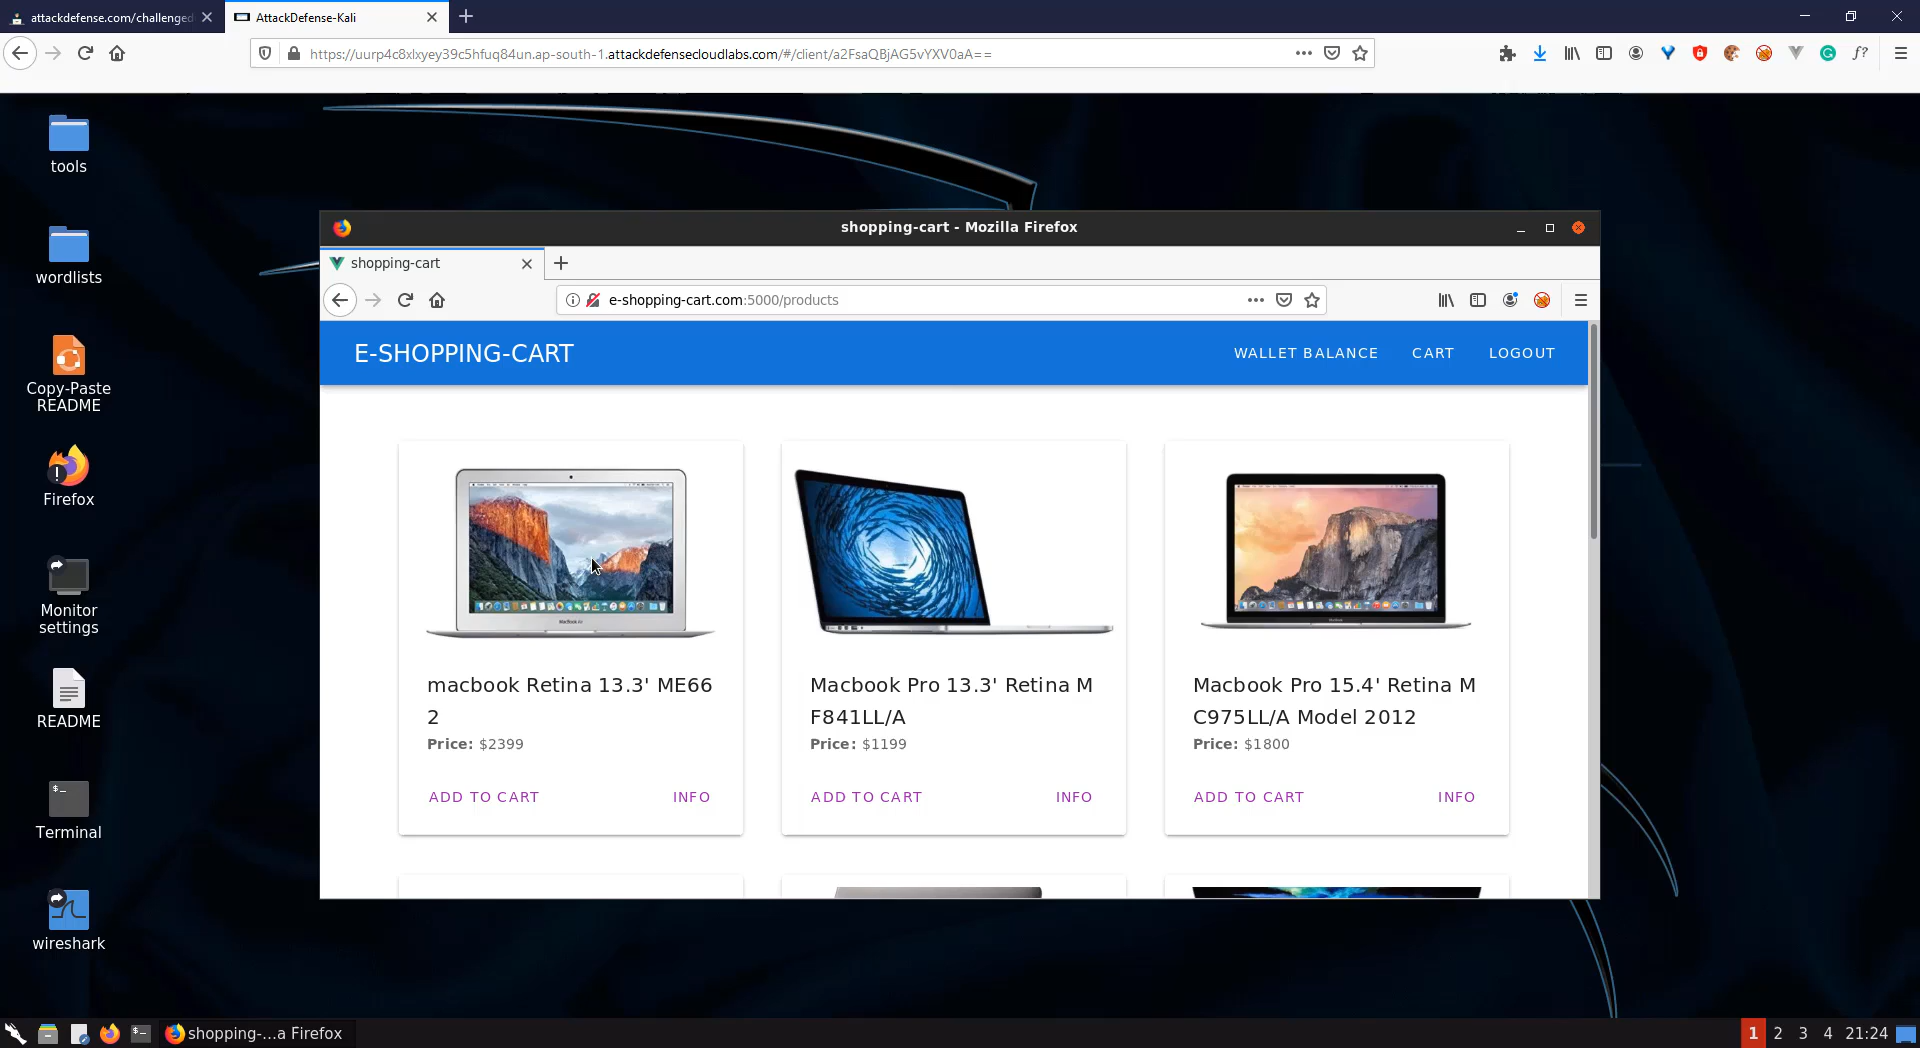 attackdefense.com/challenged
AttackDefense-Kali
https://uurp4c8xlxyey39c5hfuq84un.ap-south-1.attackdefensecloudlabs.com/#/client/a2FsaQBjAG5vYXV0aA==
f?
tools
wordlists
Copy-Paste
README
Firefox
Monitor
settings
README
Terminal
wireshark
shopping-cart - Mozilla Firefox
shopping-cart
e-shopping-cart.com:5000/products
E-SHOPPING-CART
WALLET BALANCE
CART
LOGOUT
MacBook Air
macbook Retina 13.3' ME66
2
Price: $2399
ADD TO CART
INFO
Macbook Pro 13.3' Retina M
F841LL/A
Price: $1199
ADD TO CART
INFO
Macbook Pro 15.4' Retina M
C975LL/A Model 2012
Price: $1800
ADD TO CART
INFO
$_
shopping-...a Firefox
1
2
3
4
21:24